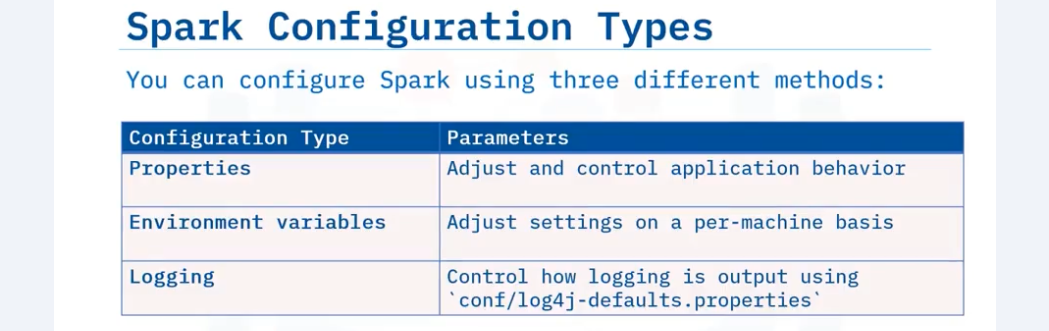 Spark Configuration Types
You can configure Spark using three different methods:
Configuration Type Parameters
Properties Adjust and control application behavior
Environment variables Adjust settings on a per-machine basis
Logging Control how logging is output using
`conf/log4j-defaults.properties`